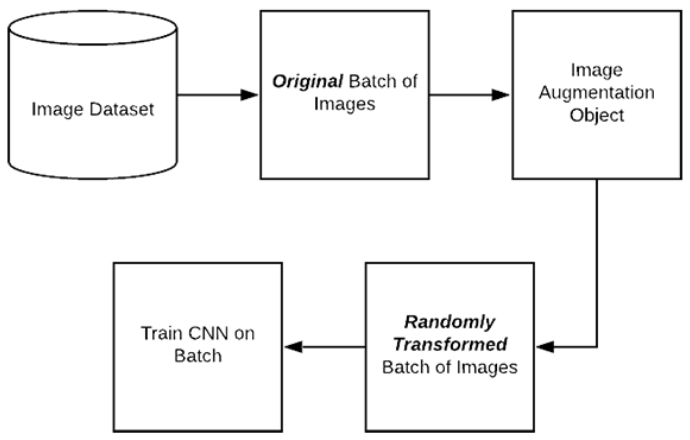 Image Dataset
Original Batch of
Images
Image
Augmentation
Object
Train CNN on
Batch
Randomly
Transformed
Batch of Images